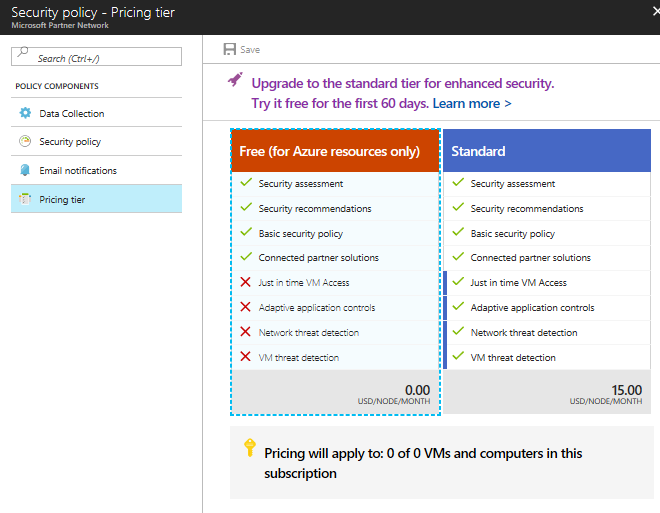 Security policy - Pricing tier
Microsoft Partner Network
Search (Ctrl+/)
POLICY COMPONENTS
Data Collection
Security policy
Email notifications
Pricing tier
Save
Upgrade to the standard tier for enhanced security.
Try it free for the first 60 days. Learn more >
Free (for Azure resources only)
Security assessment
Security recommendations
Basic security policy
Connected partner solutions
Just in time VM Access
Adaptive application controls
Network threat detection
VM threat detection
0.00
USD/NODE/MONTH
Standard
Security assessment
Security recommendations
Basic security policy
Connected partner solutions
Just in time VM Access
Adaptive application controls
Network threat detection
VM threat detection
15.00
USD/NODE/MONTH
Pricing will apply to: 0 of 0 VMs and computers in this
subscription